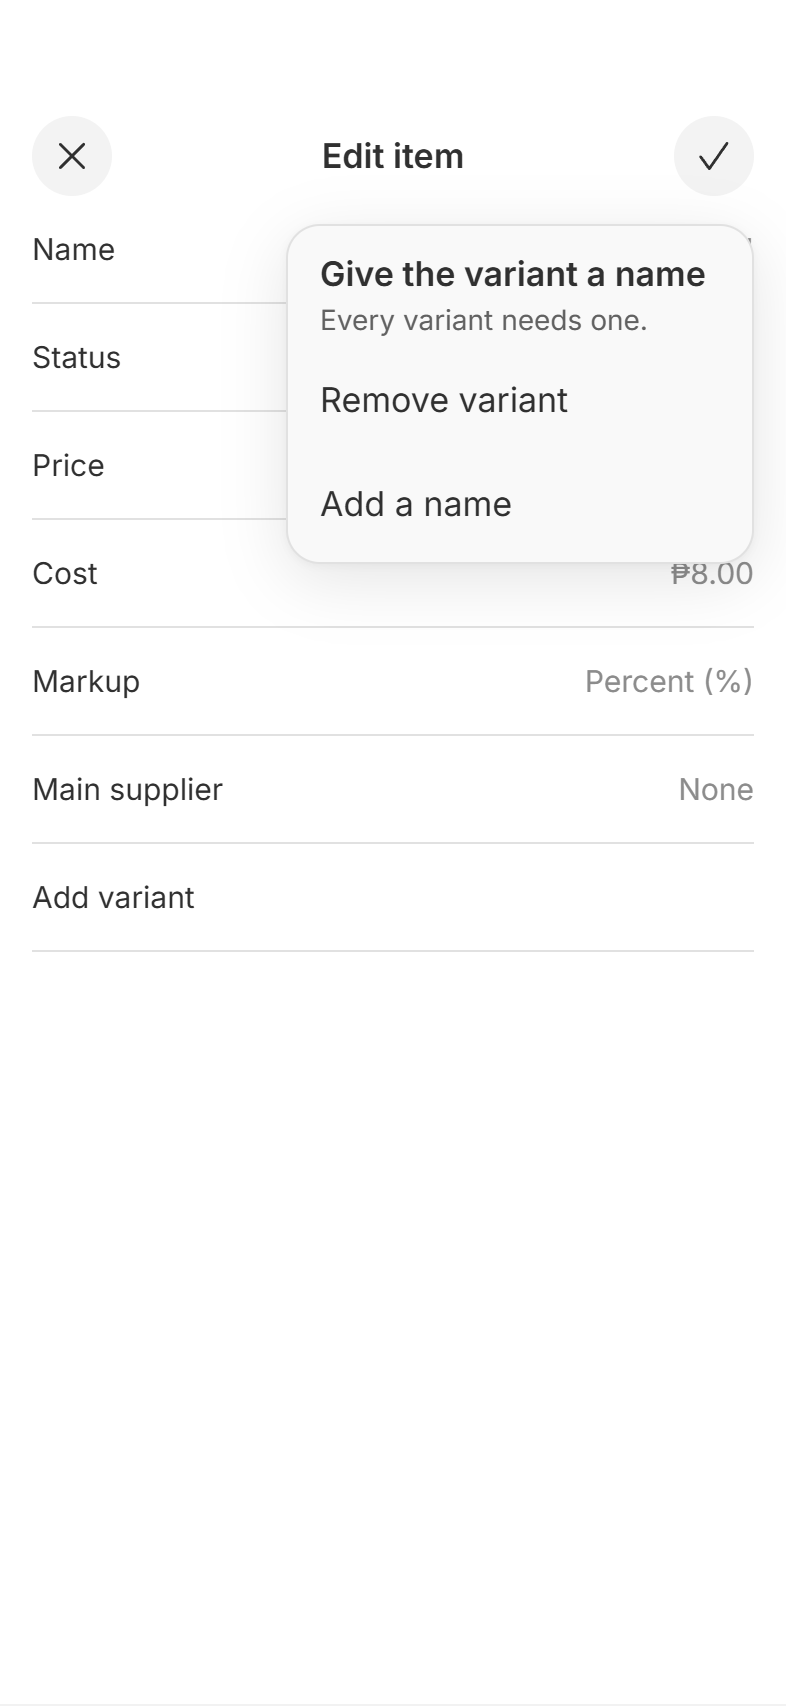 Edit item
Name
Give the variant a name
Every variant needs one.
Status
Remove variant
Price
Add a name
Cost
₱8.00
Markup
Percent (%)
Main supplier
None
Add variant